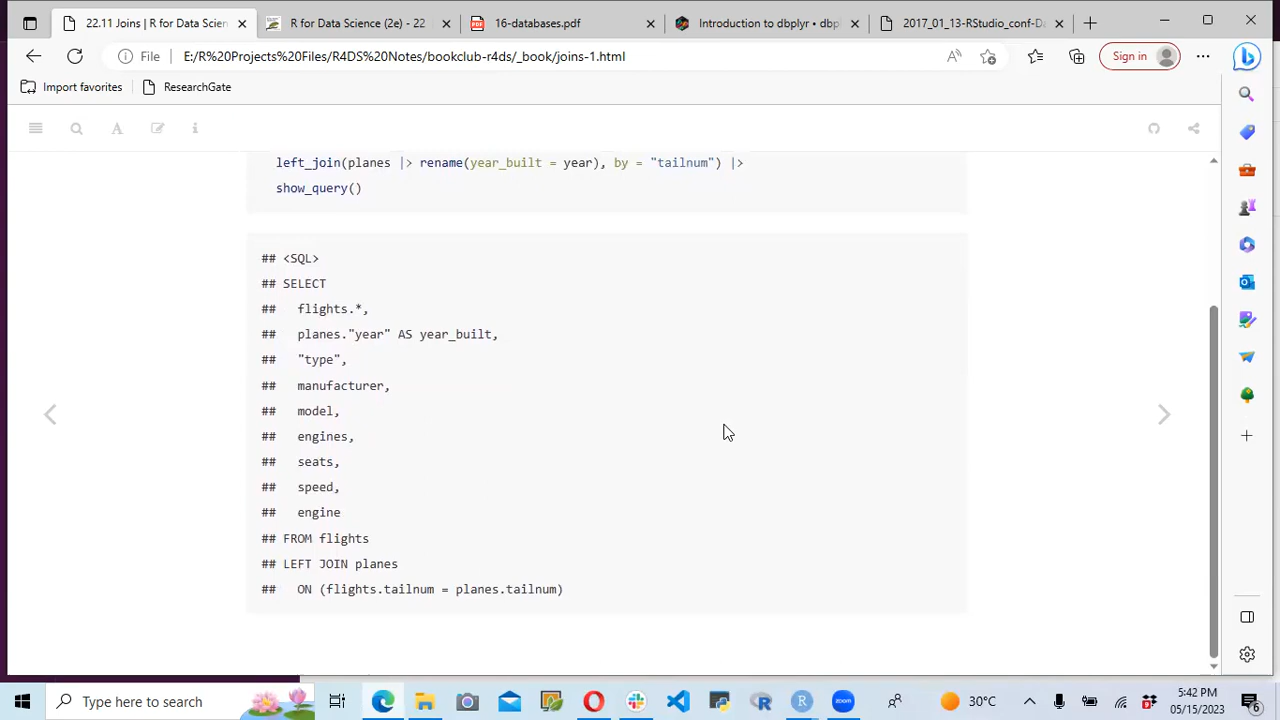 22.11 Joins | R for Data Scien
R for Data Science (2e) - 22
16-databases.pdf
Introduction to dbplyr • dbp
2017_01_13-RStudio_conf-Da
File
E:/R%20Projects%20Files/R4DS%20Notes/bookclub-r4ds/_book/joins-1.html
Sign in
Import favorites
ResearchGate
left_join(planes |> rename(year_built = year), by = "tailnum") |>
show_query()
## <SQL>
## SELECT
##   flights.*,
##   planes."year" AS year_built,
##   "type",
##   manufacturer,
##   model,
##   engines,
##   seats,
##   speed,
##   engine
## FROM flights
## LEFT JOIN planes
##   ON (flights.tailnum = planes.tailnum)
Type here to search
zoom
30°C
5:42 PM
05/15/2023
6